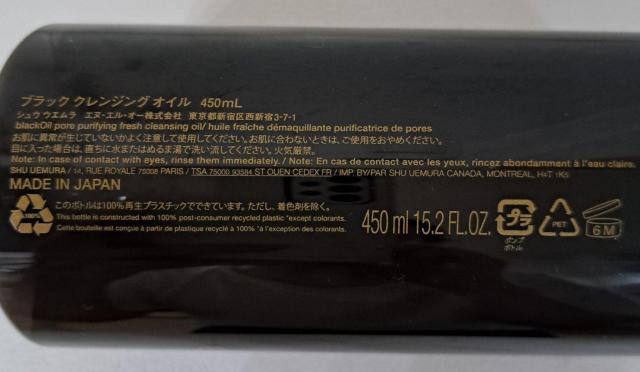 ブラック クレンジング オイル 450mL
シュウ ウエムラ エヌ・エル・オー株式会社 東京都新宿区西新宿3-7-1
blackOil pore purifying fresh cleansing oil/ huile fraîche démaquillante purificatrice de pores
お肌に異常が生じていないかよく注意して使用してください。お肌に合わないときは、ご使用をおやめください。
目に入った場合は、直ちに水またはぬるま湯で洗い流してください。火気厳禁。
Note: In case of contact with eyes, rinse them immediately. / Note: En cas de contact avec les yeux, rincez abondamment à l'eau claire.
SHU UEMURA / 14, RUE ROYALE 75008 PARIS / TSA 75000 93584 ST OUEN CEDEX FR / IMP. BY/PAR SHU UEMURA CANADA, MONTREAL, H4T 1K5
MADE IN JAPAN
100%
このボトルは100%再生プラスチックでできています。ただし、着色剤を除く。
This bottle is constructed with 100% post-consumer recycled plastic *except colorants.
Cette bouteille est conçue à partir de plastique recyclé à 100% *à l'exception des colorants.
450 ml 15.2 FL.OZ.
プラ
ポンプ
ボトル
PET
6 M